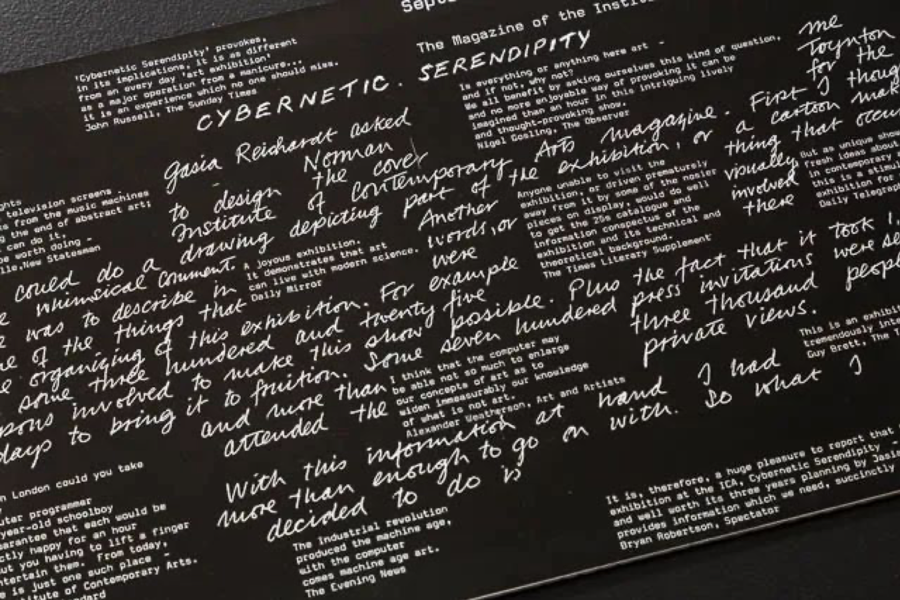 The Magazine of the
'Cybernetic Serendipity' provokes,
in its implications. It is as different
from an every day 'art exhibition'
as a major operation from a manicure...
it is an experience which no one should miss.
John Russell, The Sunday Times
CYBERNETIC. SERENDIPITY
Is everything or anything here art -
and if not, why not?
We all benefit by asking ourselves this kind of question,
and no more enjoyable way of provoking it can be
imagined than an hour in this intriguing lively
and thought-provoking show.
Nigel Gosling, The Observer
me
Toynton
for the
First I
a cartoon
thing that
visually,
involved
there
Gasia Reichardt asked
Norman
to design the cover
Institute of Contemporary Arts magazine.
drawing depicting part of the exhibition, or
Another
words, or
were
television screens
from the music machines
the end of abstract art;
can do it.
be worth doing -
New Statesman
Anyone unable to visit the
exhibition, or driven prematurely
away from it by some of the nosier
pieces on display, would do well
to get the 25s catalogue and
information conspectus of the
exhibition and its technical and
theoretical background.
The Times Literary Supplement
But as unique
fresh ideas about
in contemporary
this is a
exhibition for
Daily
could do a
whimsical comment.
was to describe in
of the things that
organizing of this exhibition. For example
some three hundred and twenty five
involved to make this show possible. Plus the fact that it took
days to bring it to fruition. Some seven hundred press invitations were
and more than three thousand people
attended the private views.
A joyous exhibition.
It demonstrates that art
can live with modern science.
Daily Mirror
I think that the computer may
be able not so much to enlarge
our concepts of art as to
widen immeasurably our knowledge
of what is not art.
Alexander Weatherson, Art and Artists
This is an
tremendously
Guy Brett, The
With this information at hand I had
more than enough to go on with. So what I
decided to do is
London could you take
programmer
year-old schoolboy
that each would be
happy for an hour
you having to lift a finger
entertain them. From today,
is just one such place -
of Contemporary Arts.
The Industrial revolution
produced the machine age,
with the computer
comes machine age art.
The Evening News
It is, therefore, a huge pleasure to report that
exhibition at the ICA, Cybernetic Serendipity
and well worth its three years planning by
provides information which we need, succinctly
Bryan Robertson, Spectator